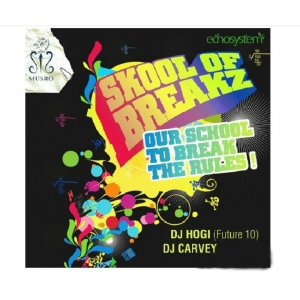 MUSRO
echosystem
SKOOL OF
BREAKZ
OUR SCHOOL
TO BREAK
THE RULES !
DJ HOGI (Future 10)
DJ CARVEY